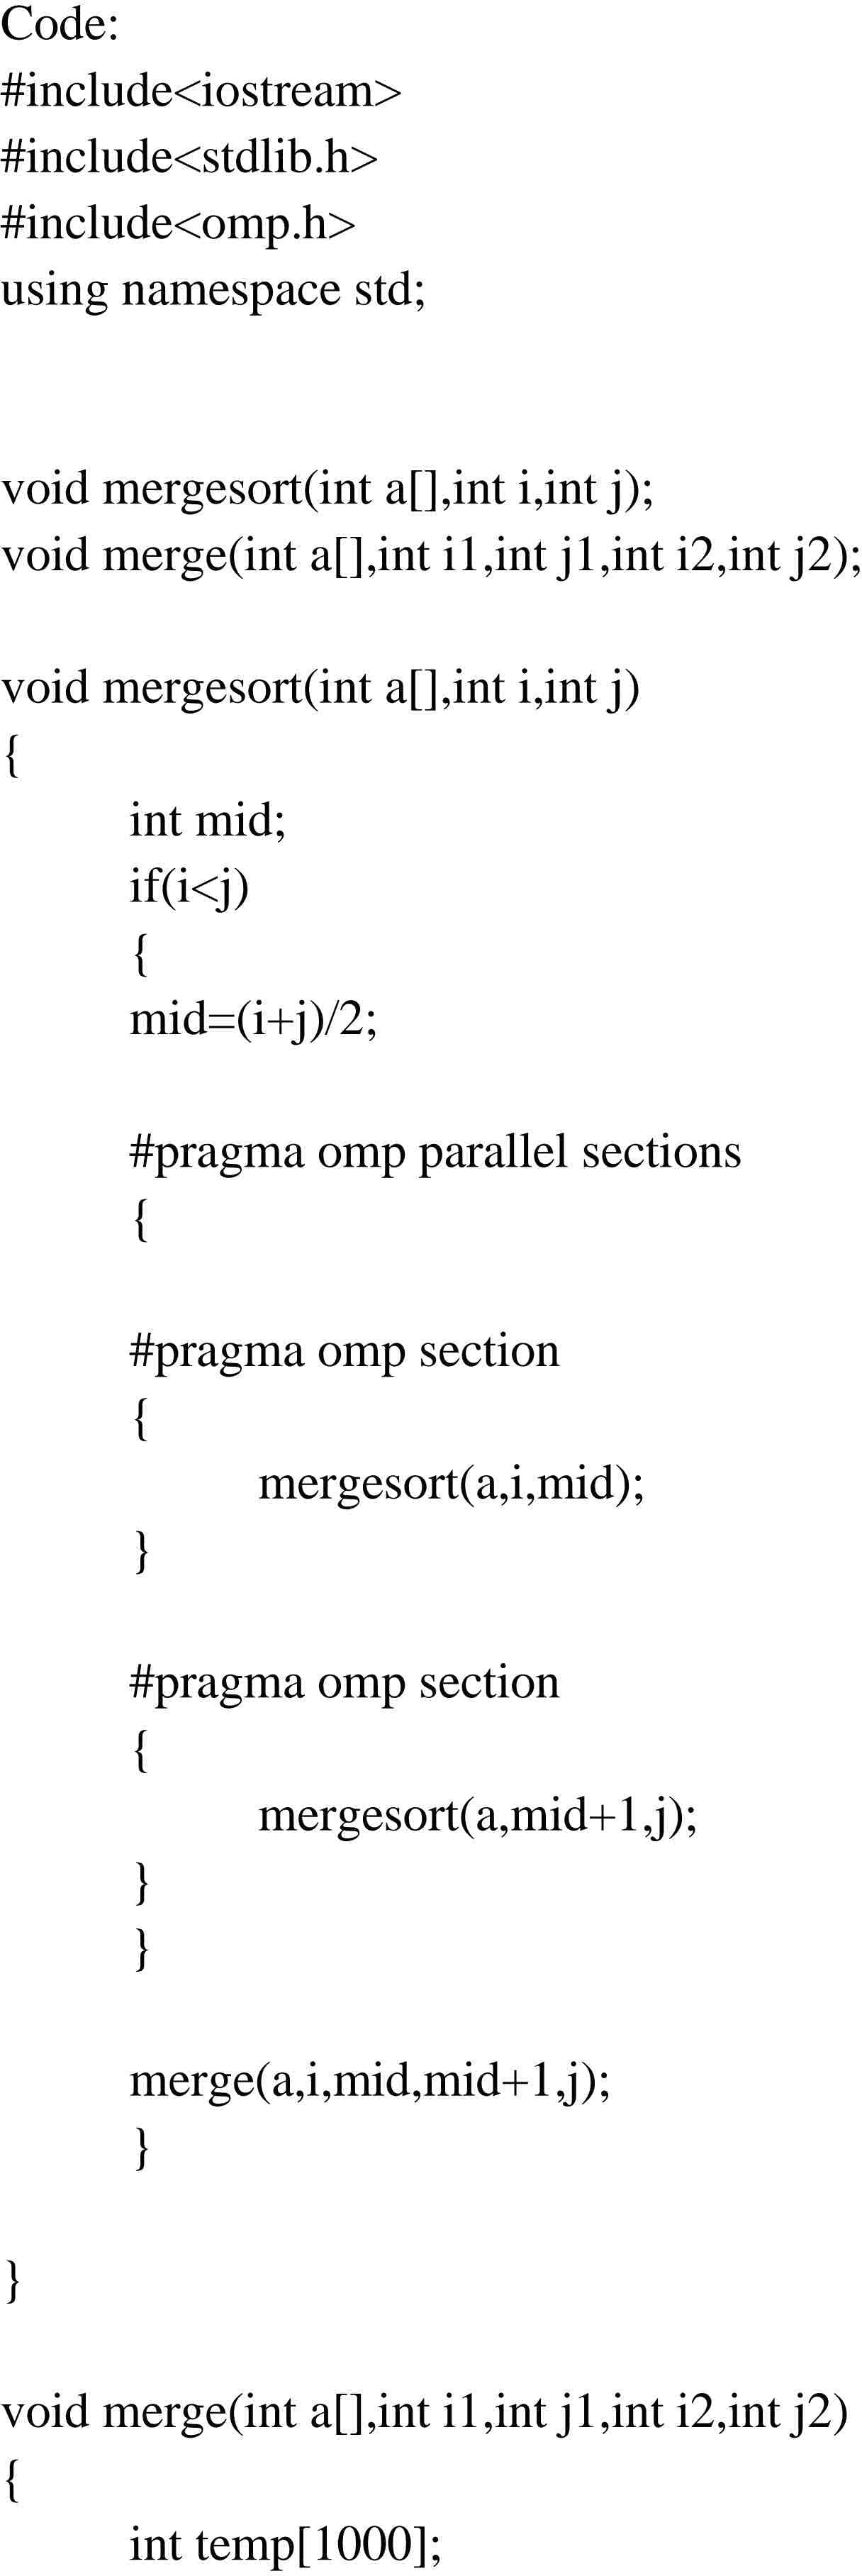 Code:
#include<iostream>
#include<stdlib.h>
#include<omp.h>
using namespace std;
void mergesort(int a[],int i,int j);
void merge(int a[],int i1,int j1,int i2,int j2);
void mergesort(int a[],int i,int j)
{
int mid;
if(i<j)
{
mid=(i+j)/2;
#pragma omp parallel sections
{
#pragma omp section
{
mergesort(a,i,mid);
}
#pragma omp section
{
mergesort(a,mid+1,j);
}
}
merge(a,i,mid,mid+1,j);
}
}
void merge(int a[],int i1,int j1,int i2,int j2)
{
int temp[1000];